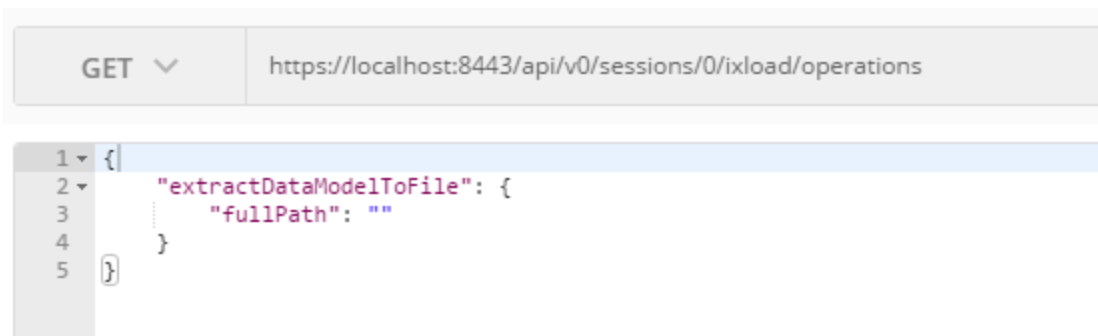 GET https://localhost:8443/api/v0/sessions/0/ixload/operations
1 {
2 "extractDataModelToFile": {
3 "fullPath": ""
4 }
5 }